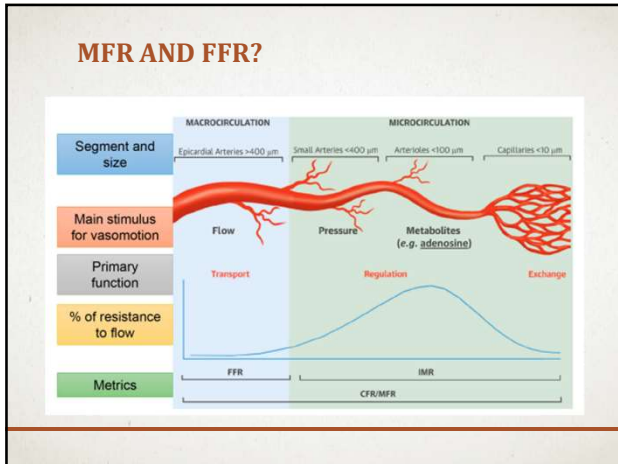 MFR AND FFR?
MACROCIRCULATION
MICROCIRCULATION
Segment and
size
Epicardial Arteries >400 μm
Small Arteries <400 μm
Arterioles <100 μm
Capillaries <10 μm
Main stimulus
for vasomotion
Flow
Pressure
Metabolites
(e.g. adenosine)
Primary
function
Transport
Regulation
Exchange
% of resistance
to flow
Metrics
FFR
IMR
CFR/MFR